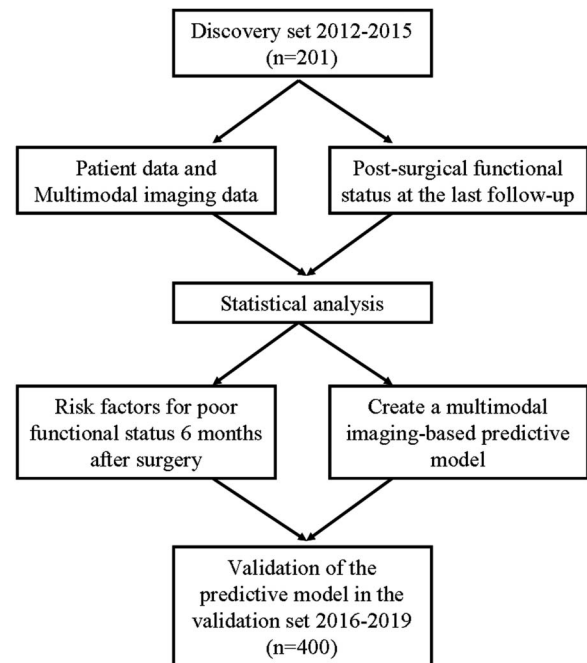 Discovery set 2012-2015
(n=201)
Patient data and
Multimodal imaging data
Post-surgical functional
status at the last follow-up
Statistical analysis
Risk factors for poor
functional status 6 months
after surgery
Create a multimodal
imaging-based predictive
model
Validation of the
predictive model in the
validation set 2016-2019
(n=400)